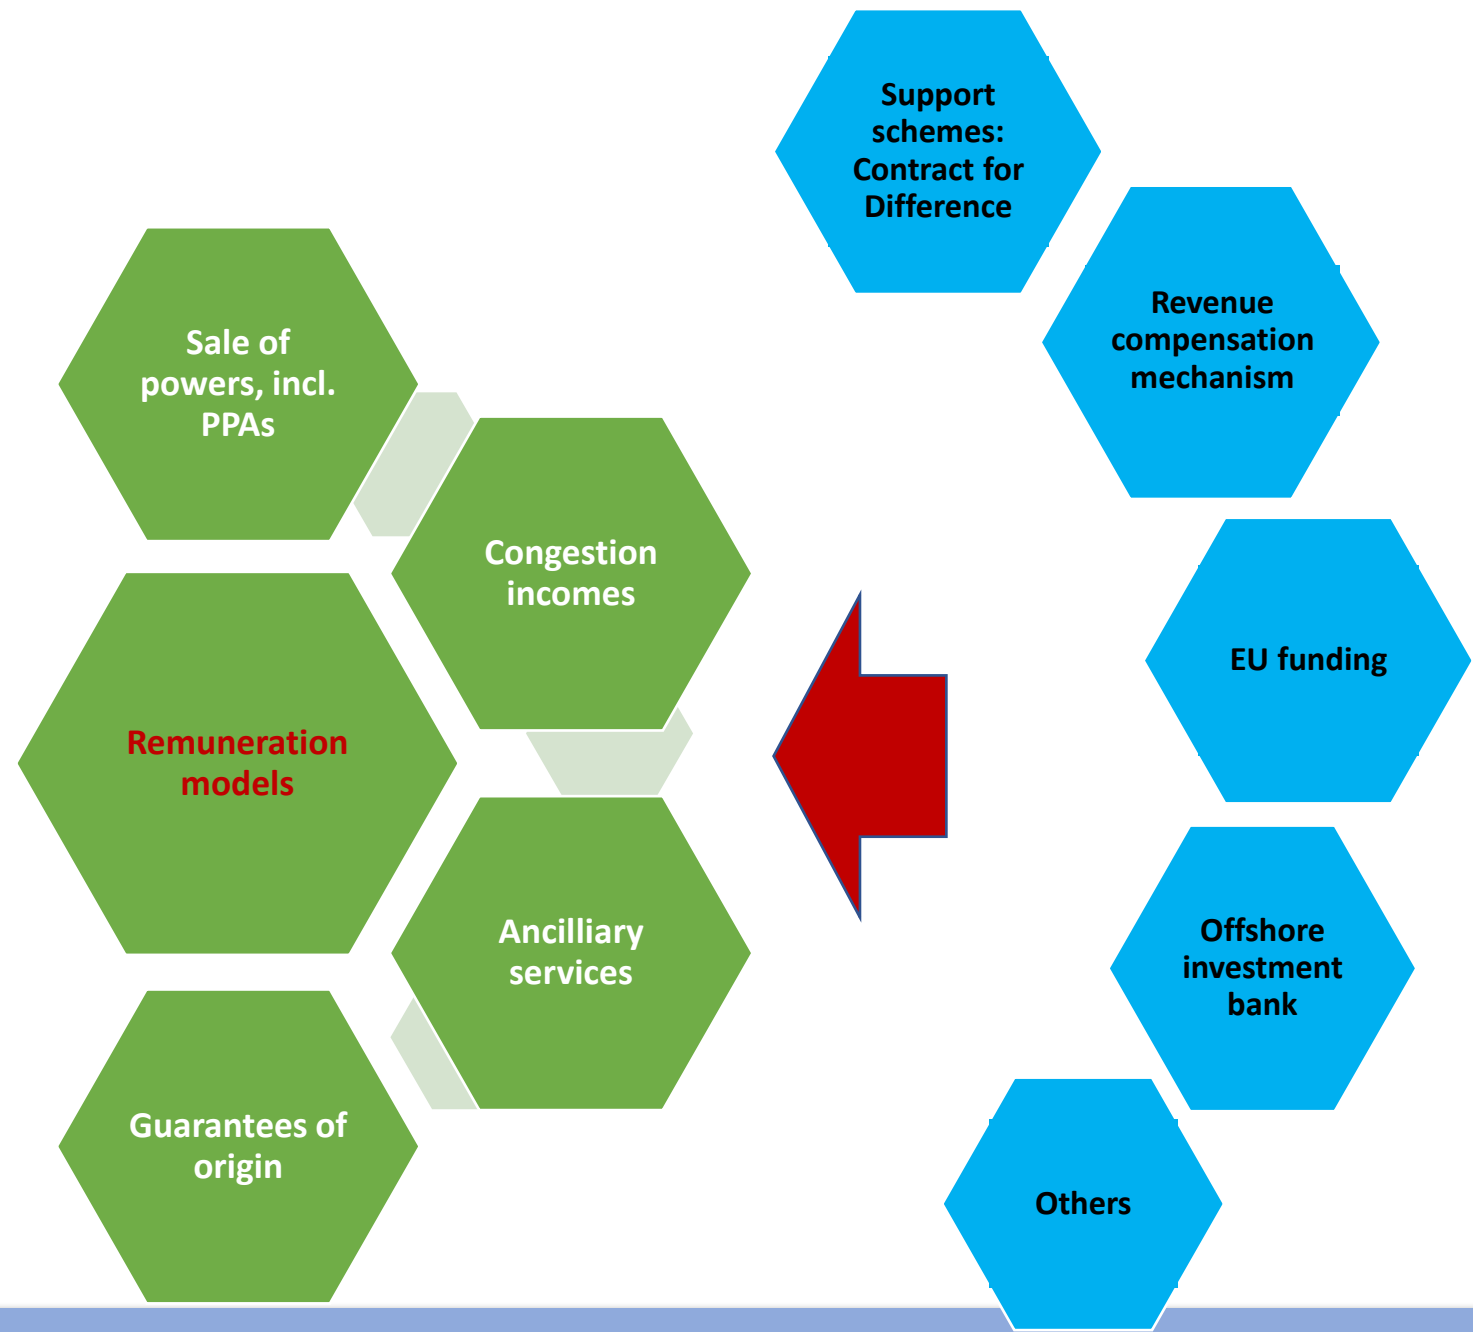 Sale of
powers, incl.
PPAs
Congestion
incomes
Remuneration
models
Ancilliary
services
Guarantees of
origin
Support
schemes:
Contract for
Difference
Revenue
compensation
mechanism
EU funding
Offshore
investment
bank
Others